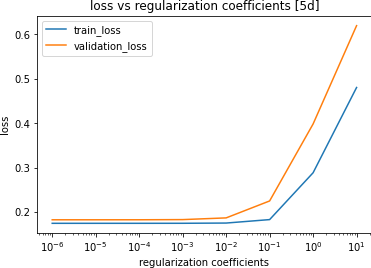 loss vs regularization coefficients [5d]
train_loss
validation_loss
loss
0.6
0.5
0.4
0.3
0.2
10⁻⁶ 10⁻⁵ 10⁻⁴ 10⁻³ 10⁻² 10⁻¹ 10⁰ 10¹
regularization coefficients